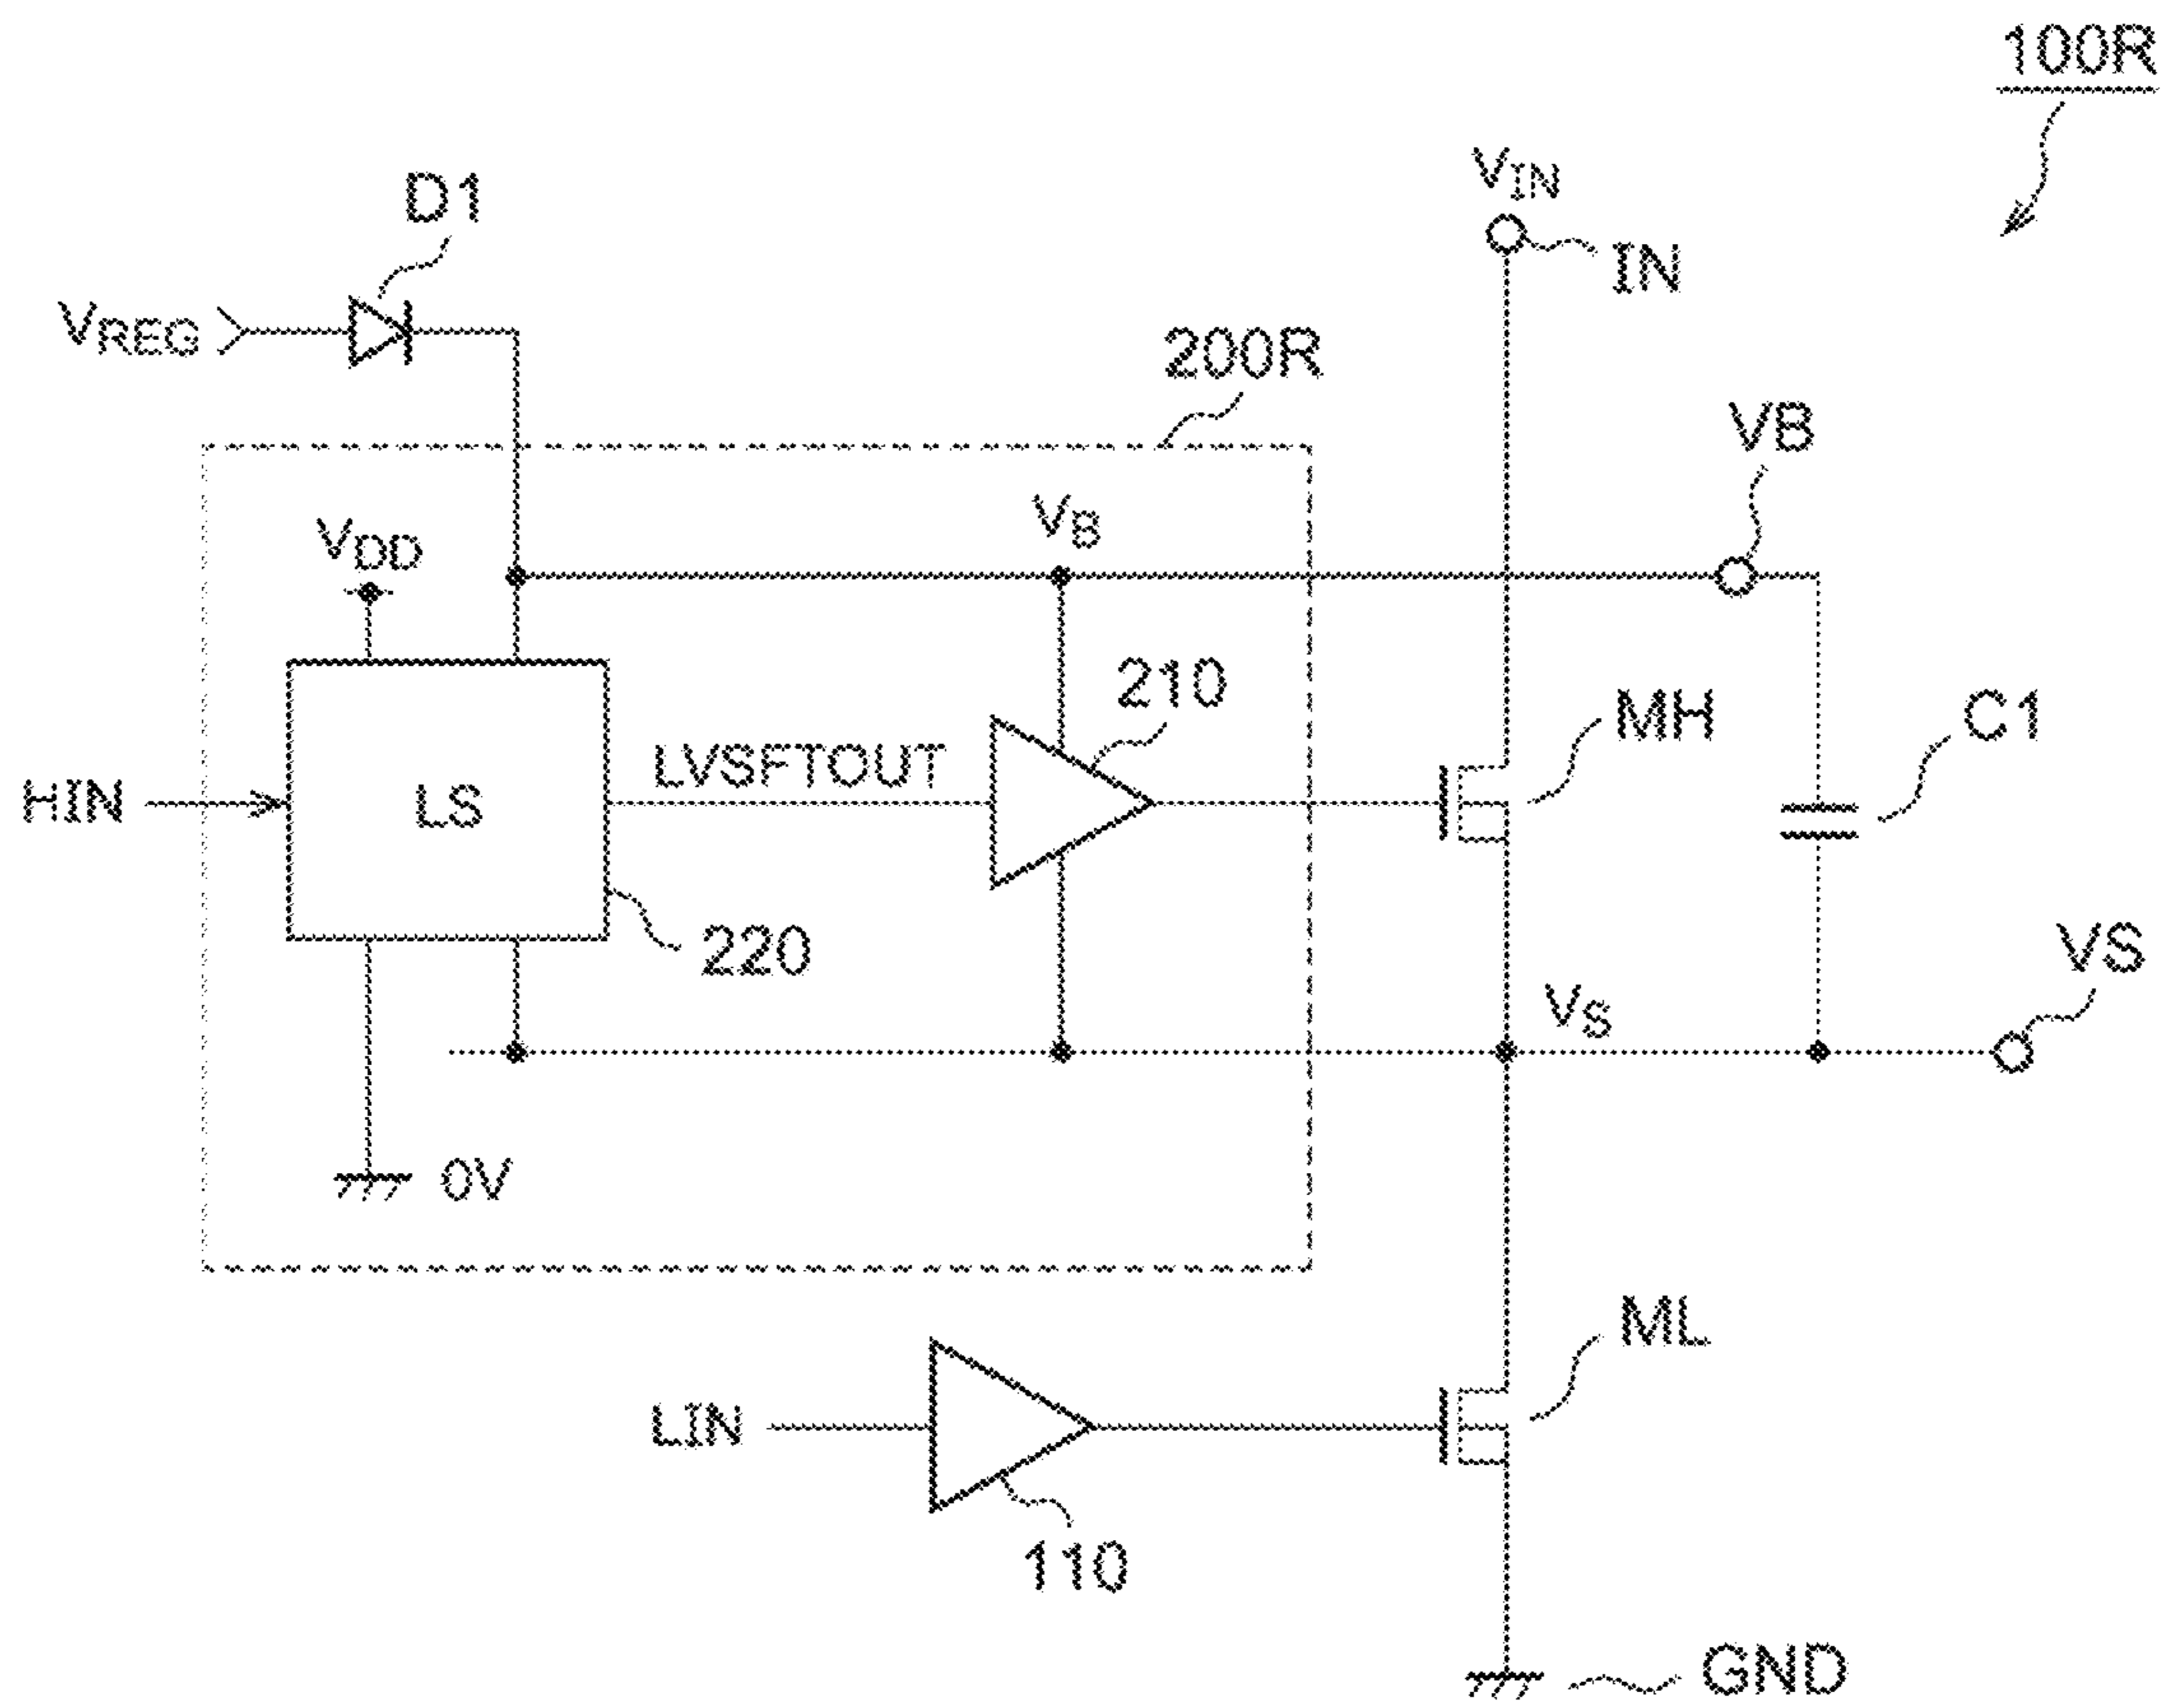 100R
VIN
IN
D1
VREG
200R
VB
VB
VDD
210
MH
C1
HIN
LS
LVSFTOUT
220
VS
VS
0V
ML
LIN
110
GND